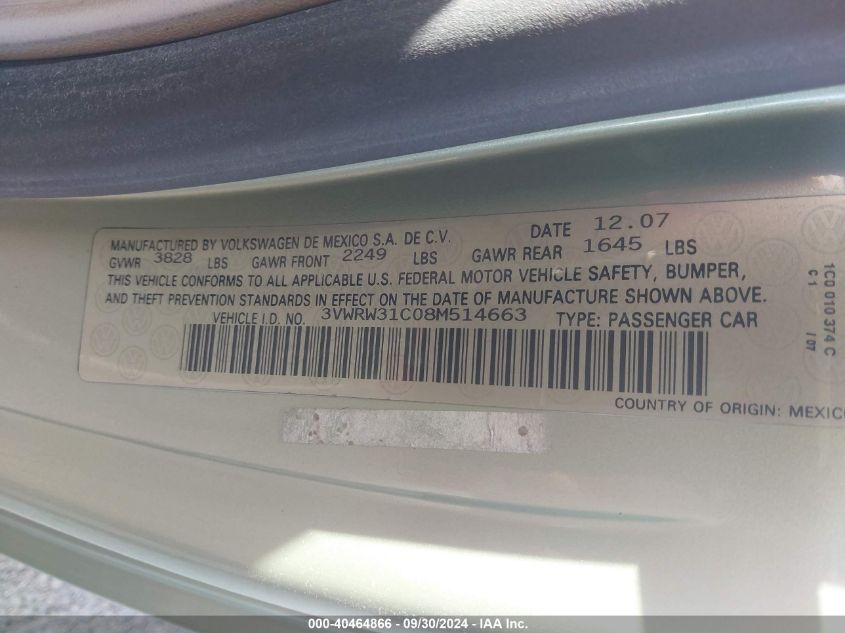 MANUFACTURED BY VOLKSWAGEN DE MEXICO S.A. DE C.V. DATE 12.07
GVWR 3828 LBS GAWR FRONT 2249 LBS GAWR REAR 1645 LBS
THIS VEHICLE CONFORMS TO ALL APPLICABLE U.S. FEDERAL MOTOR VEHICLE SAFETY, BUMPER,
AND THEFT PREVENTION STANDARDS IN EFFECT ON THE DATE OF MANUFACTURE SHOWN ABOVE.
VEHICLE I.D. NO. 3VWRW31C08M514663 TYPE: PASSENGER CAR
COUNTRY OF ORIGIN: MEXICO
1C0 010 374 C
C1 / 07
000-40464866 - 09/30/2024 - IAA Inc.